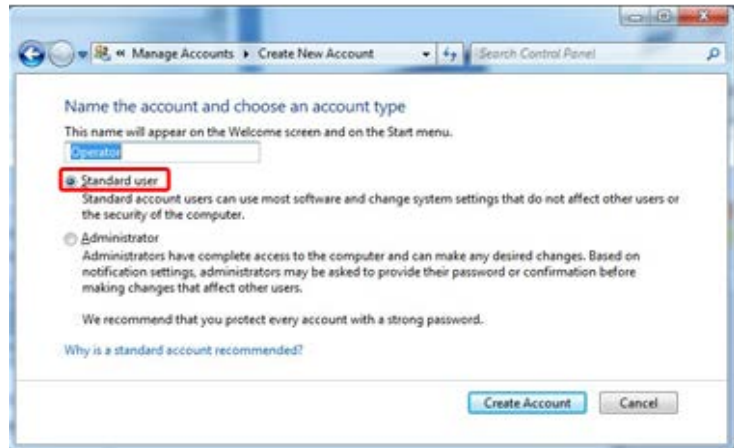 « Manage Accounts ▸ Create New Account
Search Control Panel
Name the account and choose an account type
This name will appear on the Welcome screen and on the Start menu.
Operator
Standard user
Standard account users can use most software and change system settings that do not affect other users or
the security of the computer.
Administrator
Administrators have complete access to the computer and can make any desired changes. Based on
notification settings, administrators may be asked to provide their password or confirmation before
making changes that affect other users.
We recommend that you protect every account with a strong password.
Why is a standard account recommended?
Create Account
Cancel